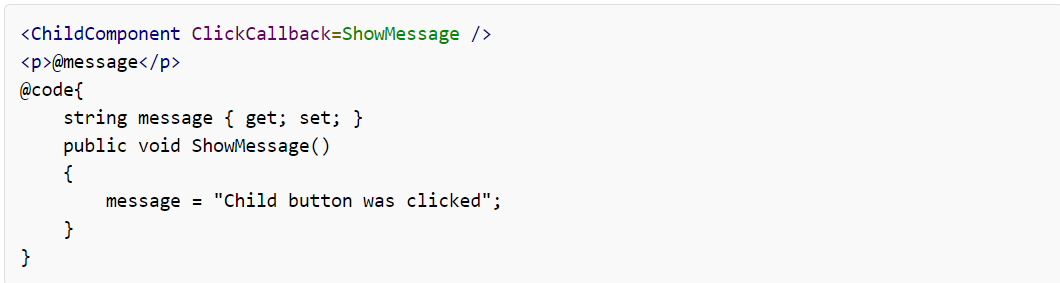 <ChildComponent ClickCallback=ShowMessage />
<p>@message</p>
@code{
    string message { get; set; }
    public void ShowMessage()
    {
        message = "Child button was clicked";
    }
}